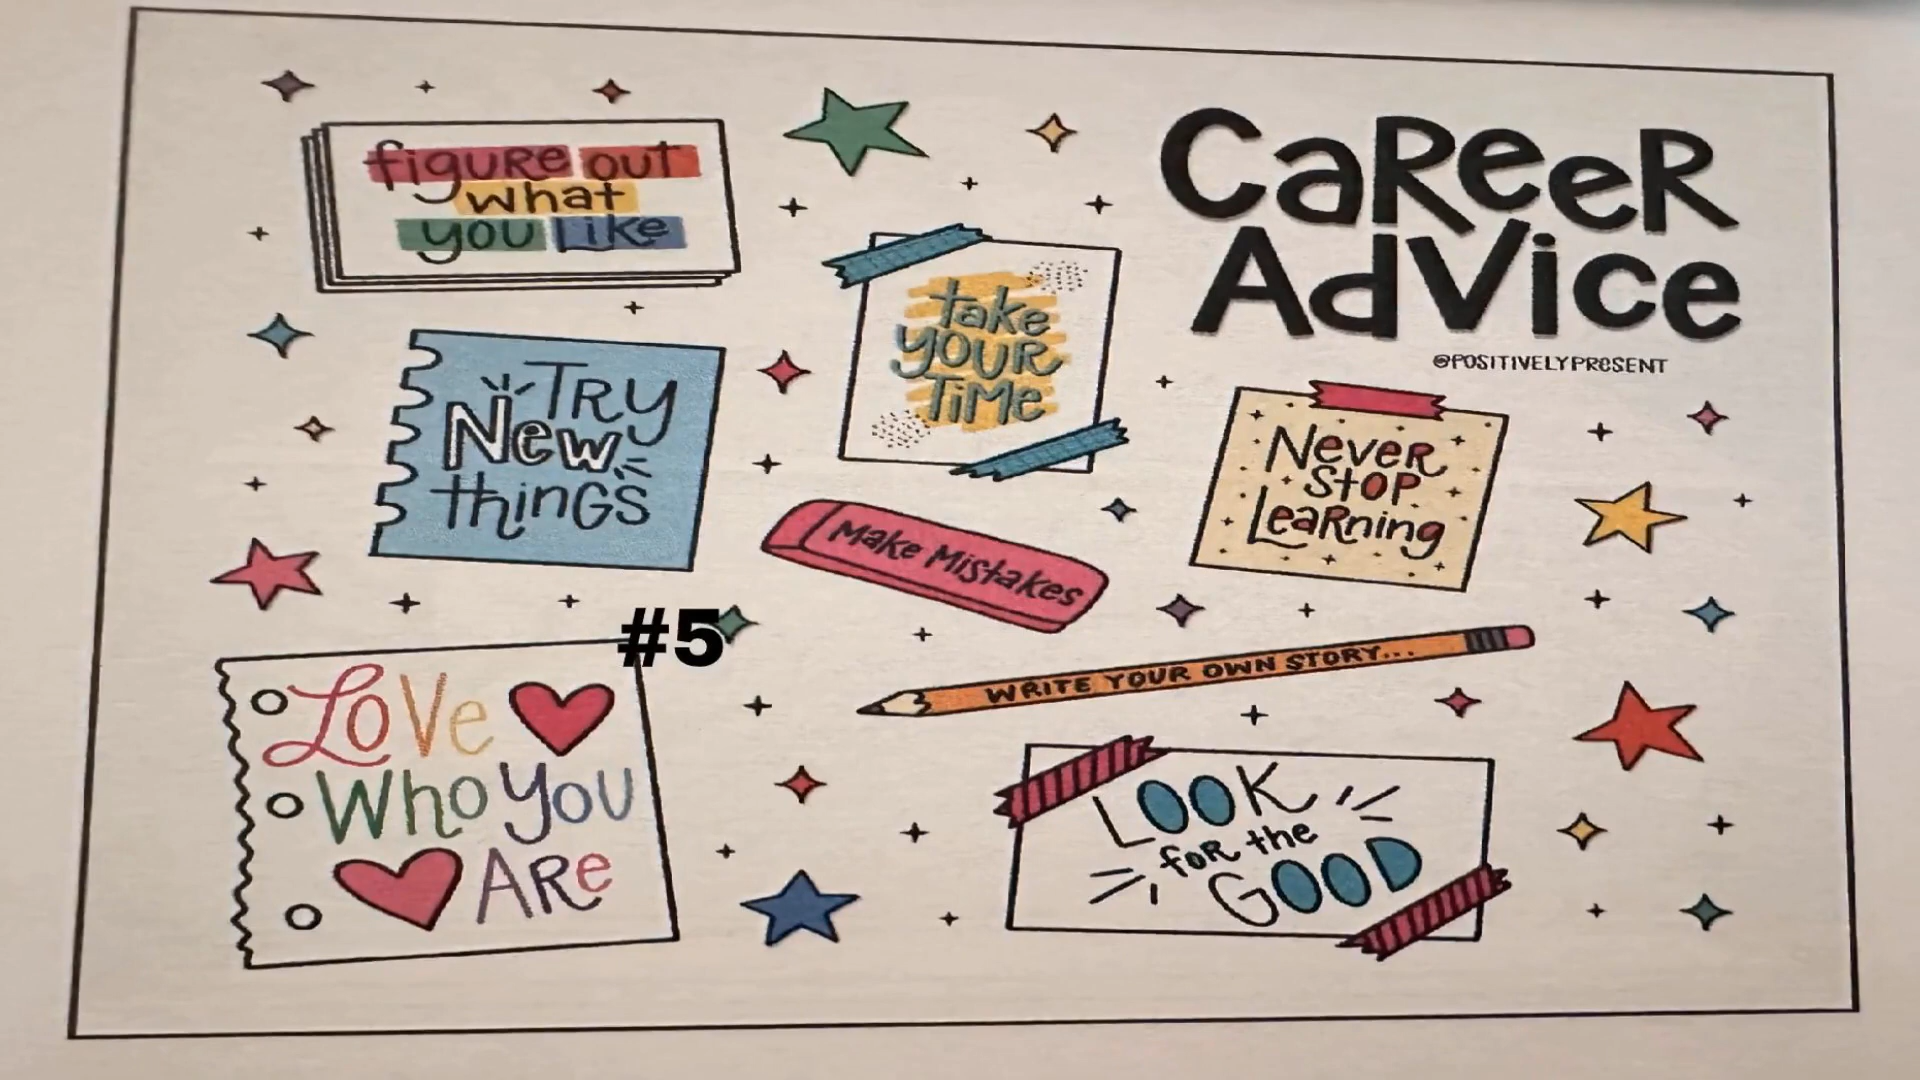 CaReeR
AdVice
@POSITIVELYPRESENT
figure out
what
you like
take
your
time
Try
New
things
Never
Stop
Learning
Make Mistakes
#5
WRITE YOUR OWN STORY...
Love
Who You
Are
LOOK
for the
GOOD